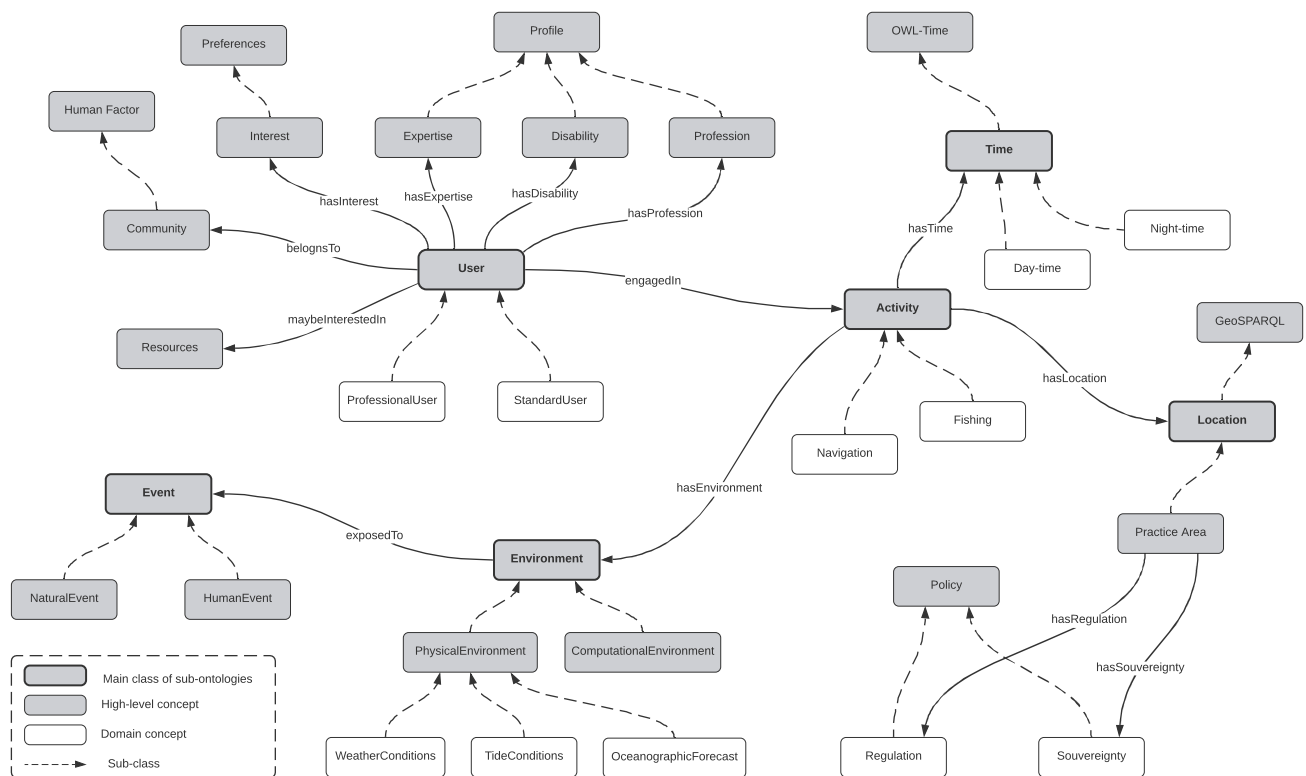 Profile
OWL-Time
Preferences
Human Factor
Interest
Expertise
Disability
Profession
Time
hasInterest
hasExpertise
hasDisability
hasProfession
Community
hasTime
Night-time
belognsTo
User
Day-time
engagedIn
Activity
maybeInterestedIn
GeoSPARQL
Resources
hasLocation
ProfessionalUser
StandardUser
Fishing
Location
Navigation
hasEnvironment
Event
exposedTo
Practice Area
Environment
Policy
NaturalEvent
HumanEvent
hasRegulation
PhysicalEnvironment
ComputationalEnvironment
hasSouvereignty
Main class of sub-ontologies
High-level concept
Domain concept
Sub-class
WeatherConditions
TideConditions
OceanographicForecast
Regulation
Souvereignty